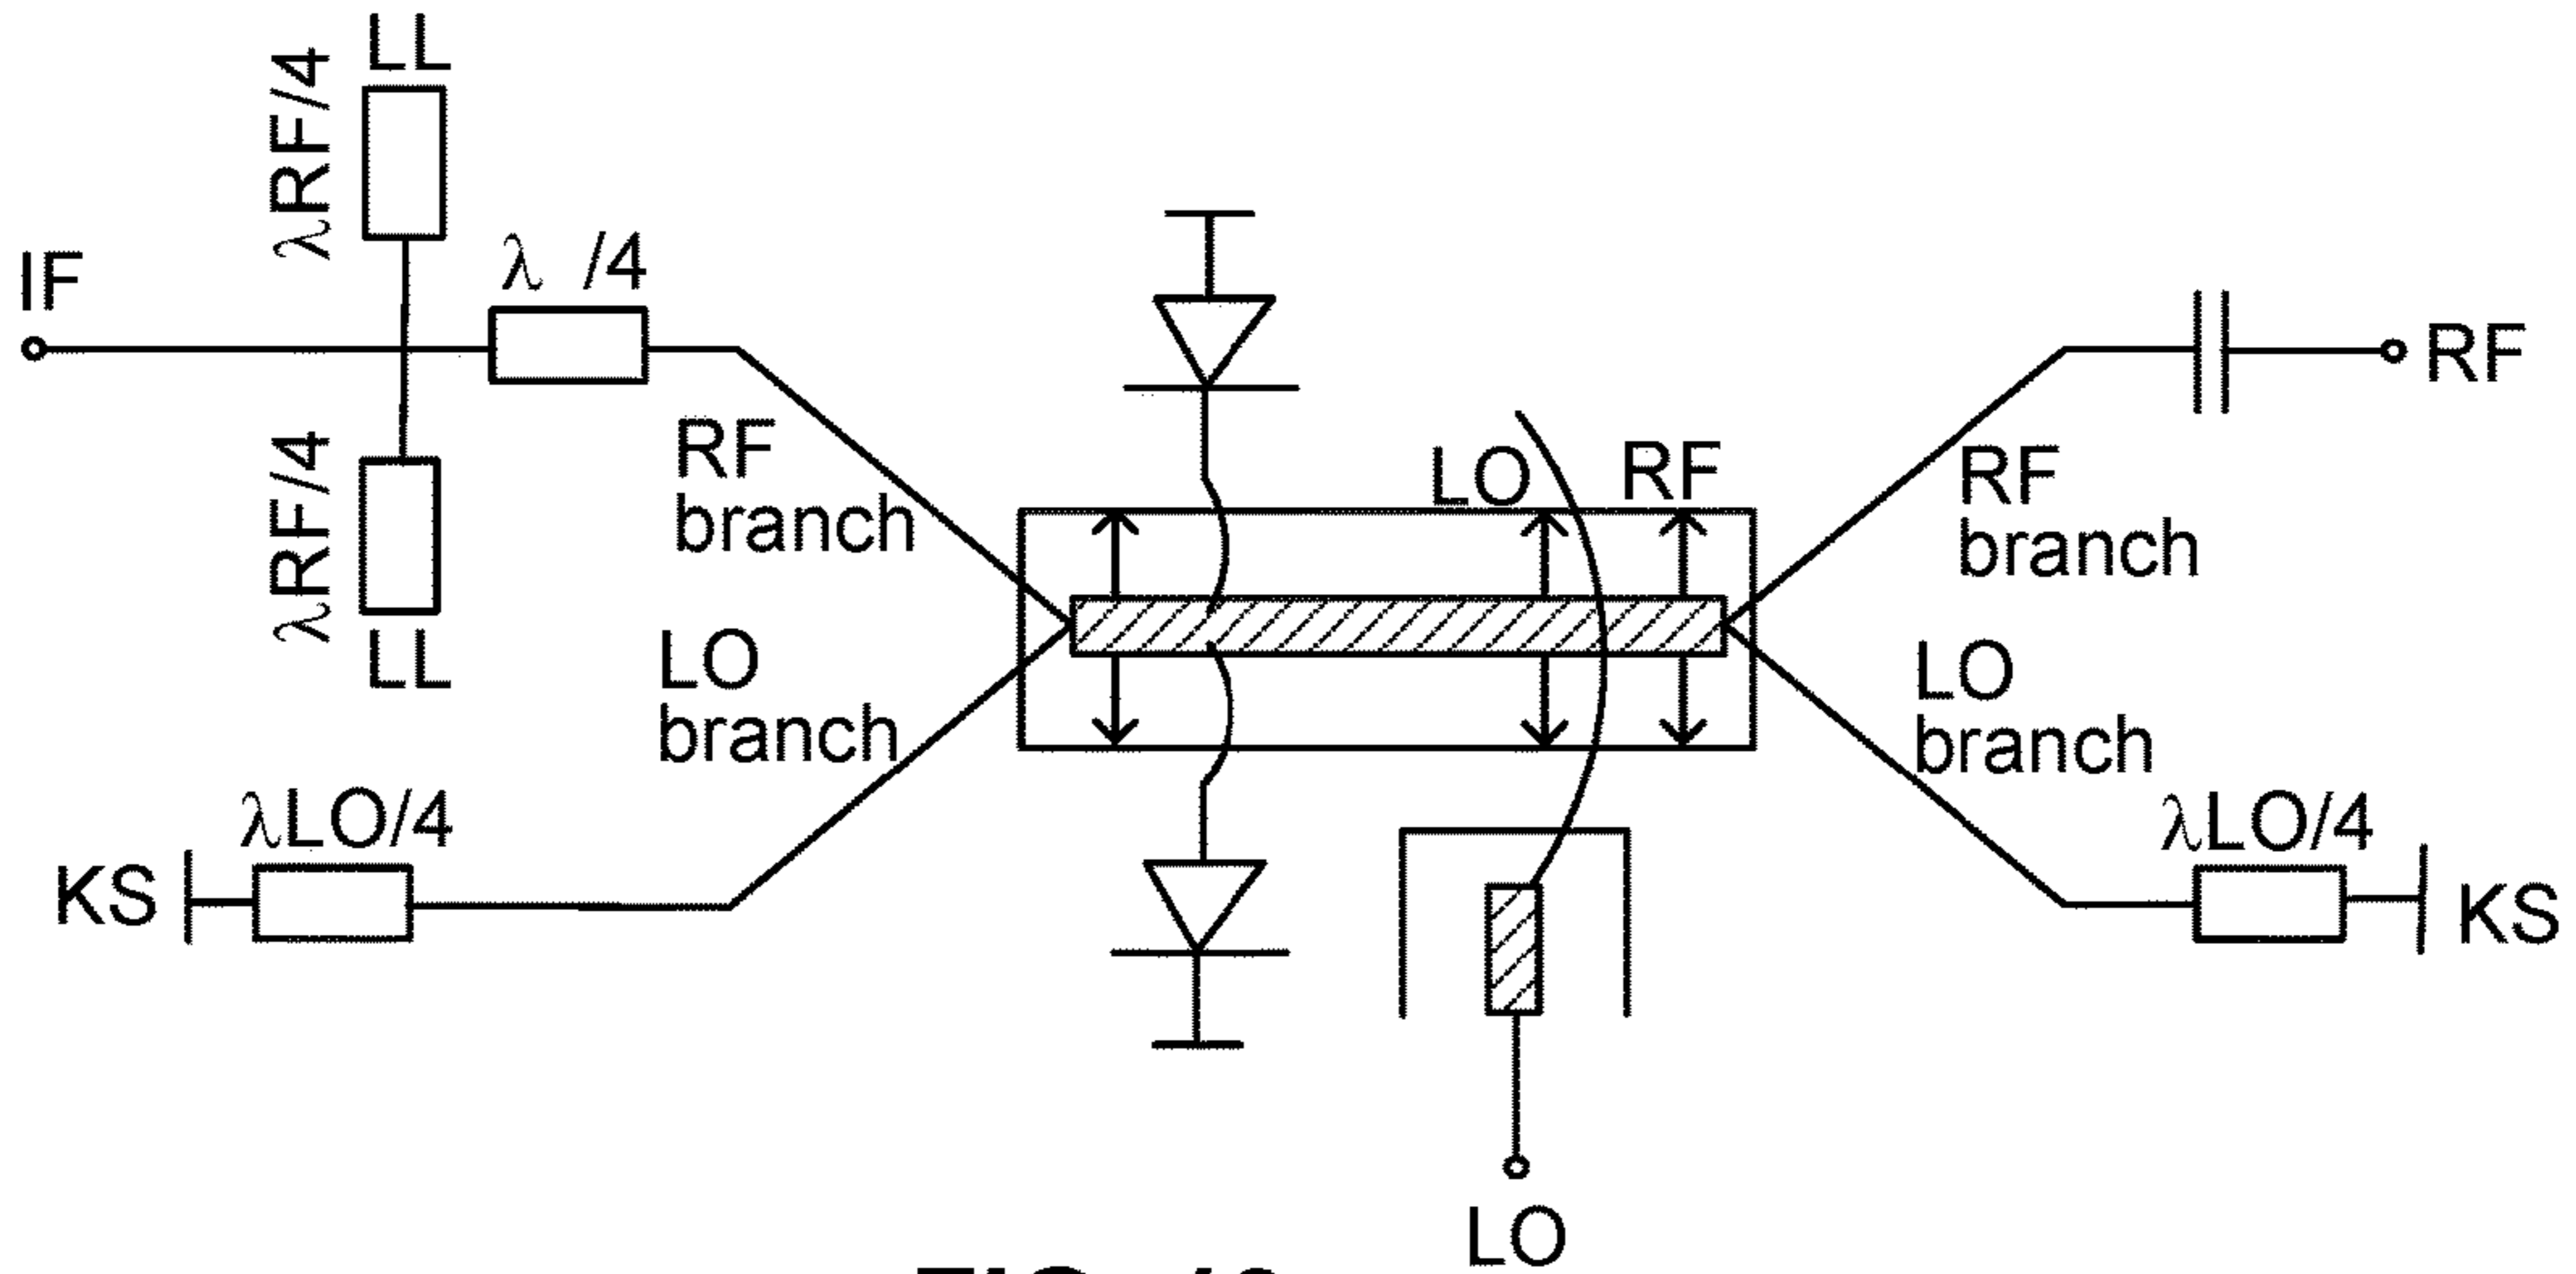 LL
λRF/4
IF
λ /4
RF
RF
branch
LO
RF
RF
branch
λRF/4
LL
LO
branch
LO
branch
λLO/4
KS
λLO/4
KS
LO